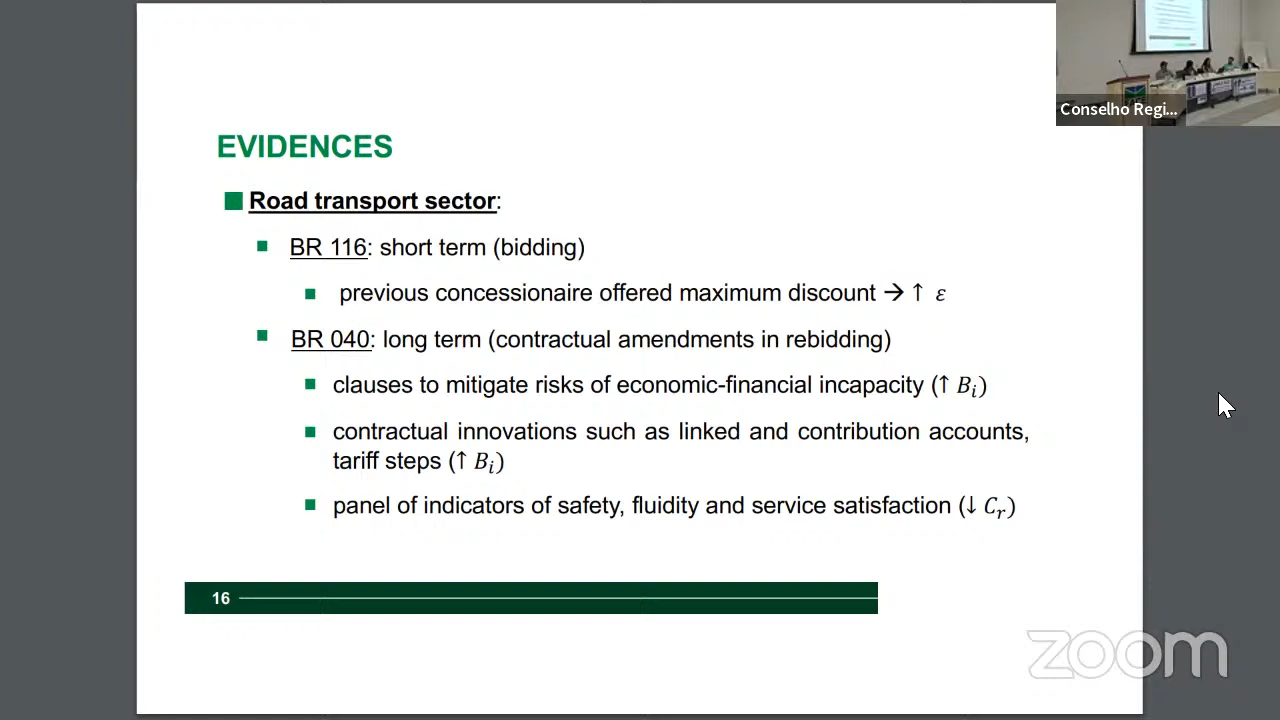 Conselho Regi...
EVIDENCES
Road transport sector:
BR 116: short term (bidding)
previous concessionaire offered maximum discount → ↑ ε
BR 040: long term (contractual amendments in rebidding)
clauses to mitigate risks of economic-financial incapacity (↑ Bᵢ)
contractual innovations such as linked and contribution accounts,
tariff steps (↑ Bᵢ)
panel of indicators of safety, fluidity and service satisfaction (↓ Cᵣ)
16
zoom